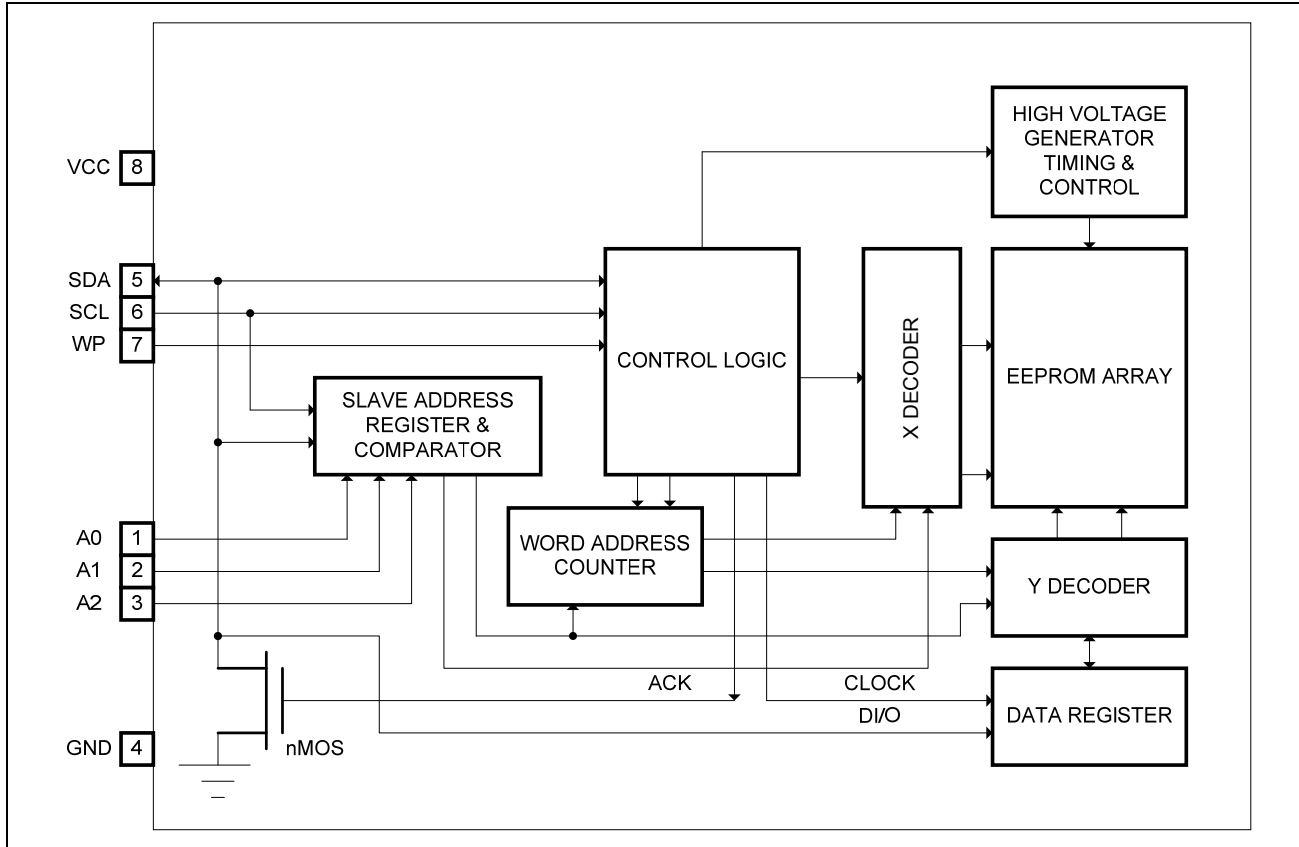 HIGH VOLTAGE
GENERATOR
TIMING &
CONTROL
VCC 8
SDA 5
SCL 6
WP 7
CONTROL LOGIC
X DECODER
EEPROM ARRAY
SLAVE ADDRESS
REGISTER &
COMPARATOR
A0 1
A1 2
A2 3
WORD ADDRESS
COUNTER
Y DECODER
ACK
CLOCK
DI/O
DATA REGISTER
GND 4
nMOS